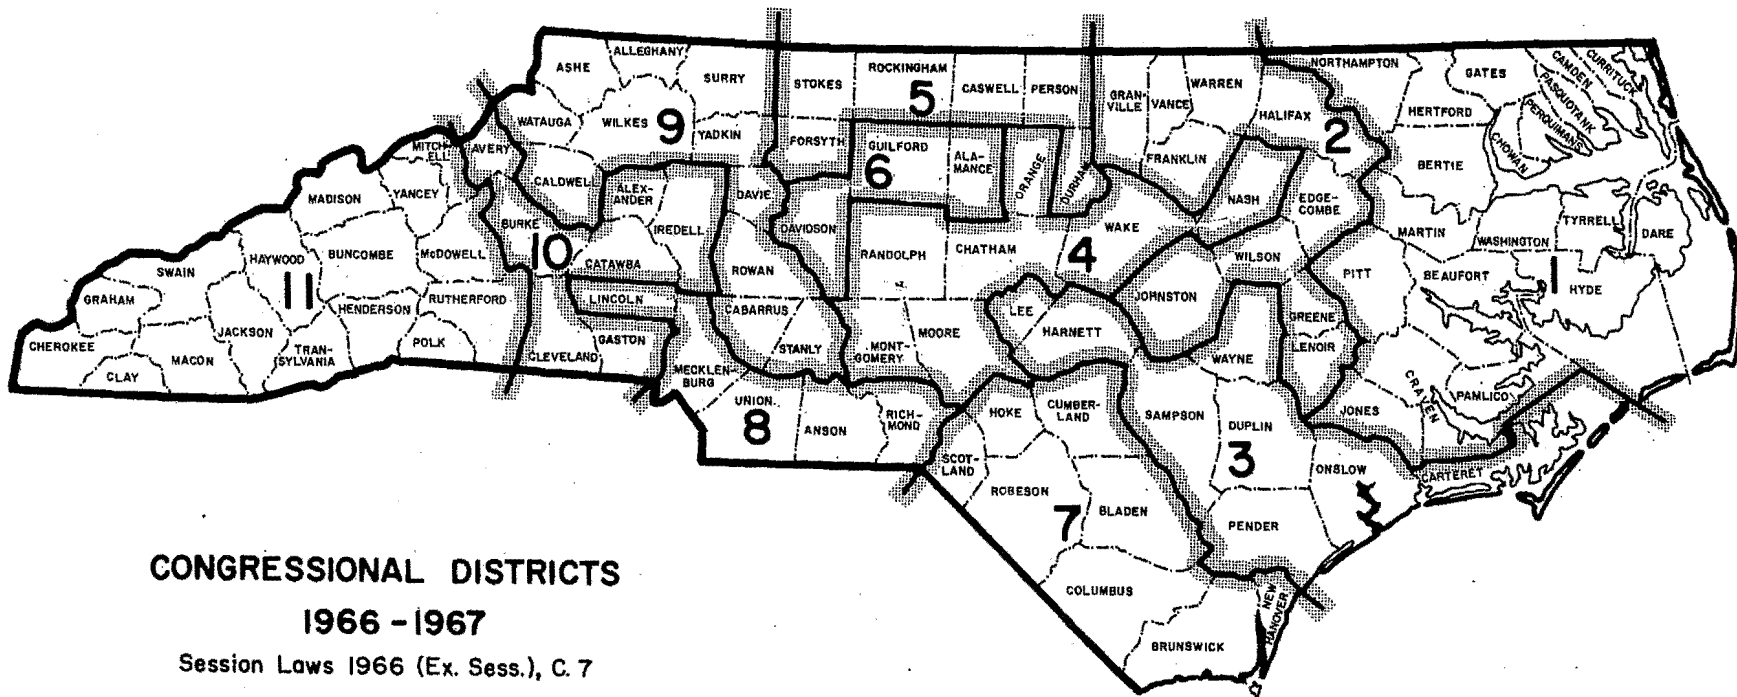 ALLEGHANY
ASHE
SURRY
STOKES
ROCKINGHAM
CASWELL
PERSON
GRAN-
VILLE
VANCE
WARREN
NORTHAMPTON
GATES
CAMDEN
CURRITUCK
PASQUOTANK
PERQUIMANS
CHOWAN
HERTFORD
HALIFAX
2
5
9
WATAUGA
WILKES
YADKIN
FORSYTH
GUILFORD
6
ALA-
MANCE
ORANGE
DURHAM
FRANKLIN
NASH
EDGE-
COMBE
BERTIE
MITCH-
ELL
AVERY
CALDWELL
ALEX-
ANDER
DAVIE
MADISON
YANCEY
BURKE
10
IREDELL
DAVIDSON
RANDOLPH
CHATHAM
4
WAKE
WILSON
MARTIN
WASHINGTON
TYRRELL
DARE
SWAIN
HAYWOOD
BUNCOMBE
McDOWELL
CATAWBA
ROWAN
JOHNSTON
PITT
BEAUFORT
1
HYDE
GRAHAM
11
HENDERSON
RUTHERFORD
LINCOLN
CABARRUS
LEE
HARNETT
GREENE
CHEROKEE
JACKSON
MACON
TRAN-
SYLVANIA
POLK
CLEVELAND
GASTON
STANLY
MONT-
GOMERY
MOORE
WAYNE
LENOIR
CLAY
MECKLEN-
BURG
UNION
8
ANSON
RICH-
MOND
HOKE
CUMBER-
LAND
SAMPSON
DUPLIN
3
JONES
CRAVEN
PAMLICO
SCOT-
LAND
ROBESON
7
BLADEN
PENDER
ONSLOW
CARTERET
COLUMBUS
BRUNSWICK
NEW
HANOVER
CONGRESSIONAL DISTRICTS
1966 - 1967
Session Laws 1966 (Ex. Sess.), C. 7